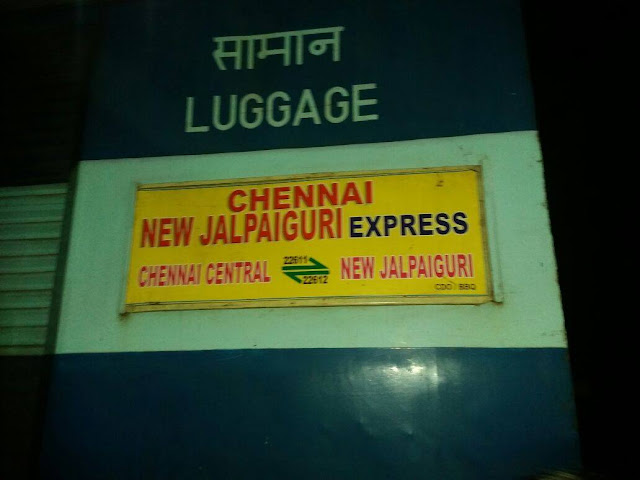 सामान
LUGGAGE
CHENNAI
NEW JALPAIGURI EXPRESS
CHENNAI CENTRAL 22611 22612 NEW JALPAIGURI
CDO / BBQ